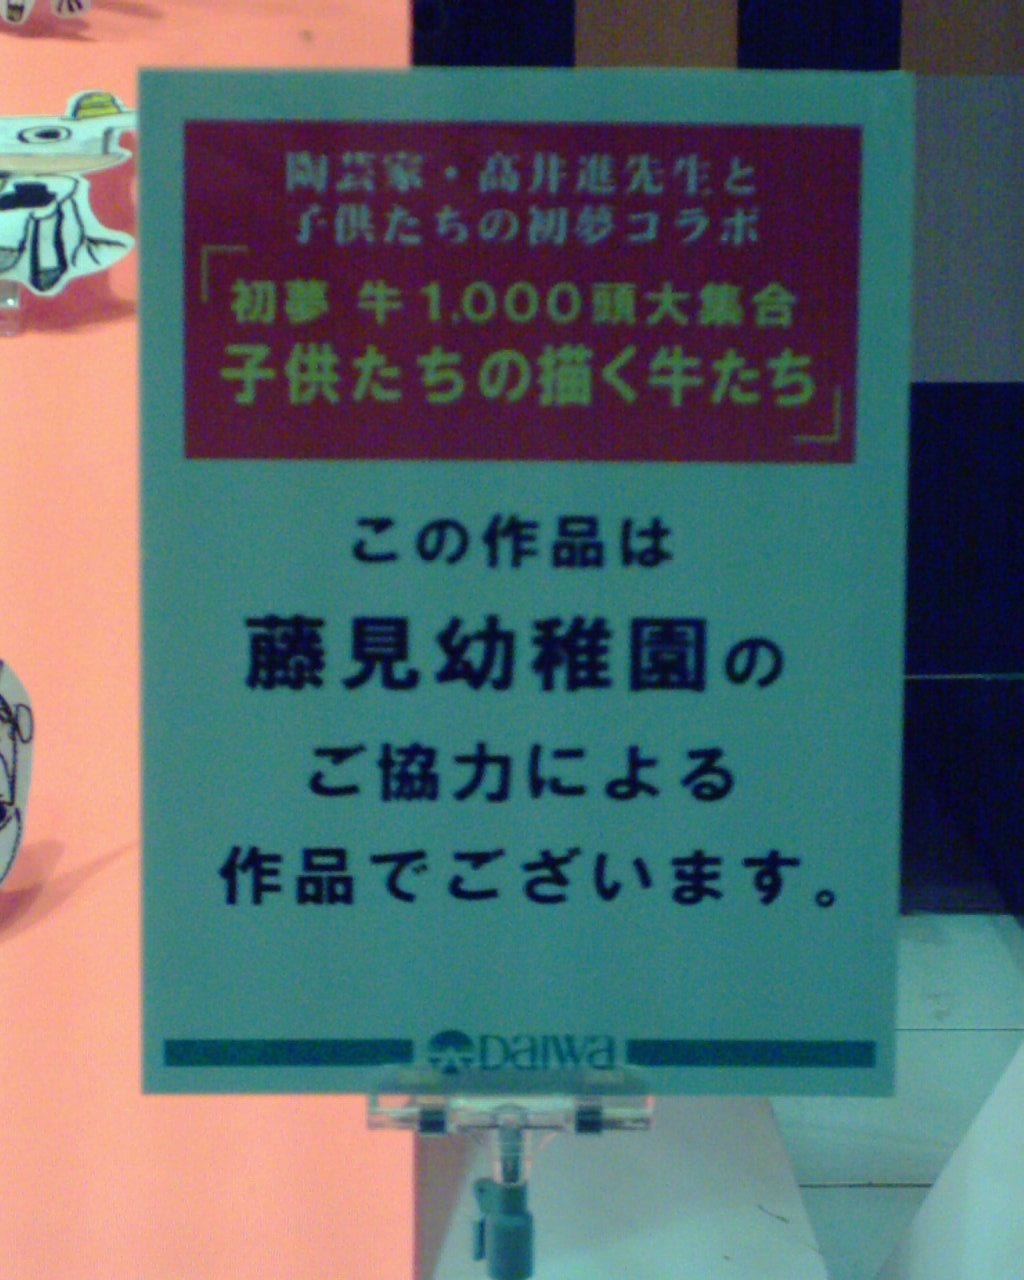 陶芸家・髙井進先生と
子供たちの初夢コラボ
「初夢 牛1,000頭大集合
子供たちの描く牛たち」
この作品は
藤見幼稚園の
ご協力による
作品でございます。
Daiwa